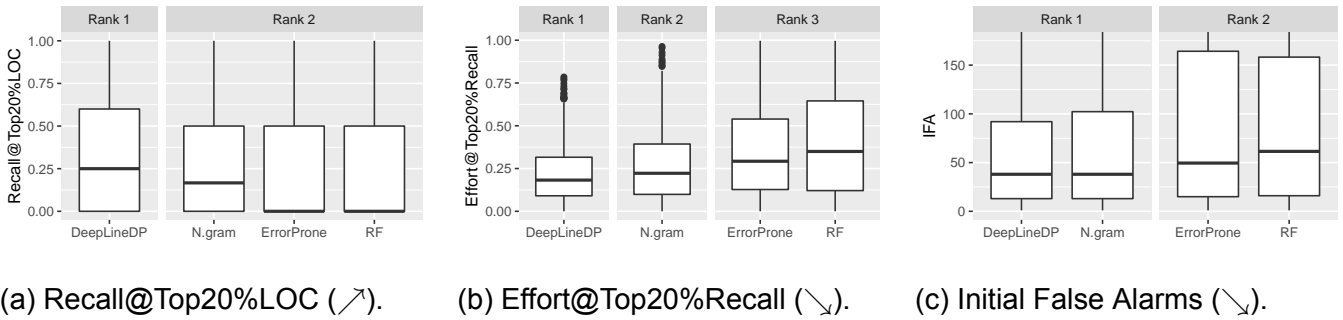 Rank 1 Rank 2
Recall@Top20%LOC
1.00
0.75
0.50
0.25
0.00
DeepLineDP N.gram ErrorProne RF
(a) Recall@Top20%LOC (↗).
Rank 1 Rank 2 Rank 3
Effort@Top20%Recall
1.00
0.75
0.50
0.25
0.00
DeepLineDP N.gram ErrorProne RF
(b) Effort@Top20%Recall (↘).
Rank 1 Rank 2
IFA
150
100
50
0
DeepLineDP N.gram ErrorProne RF
(c) Initial False Alarms (↘).